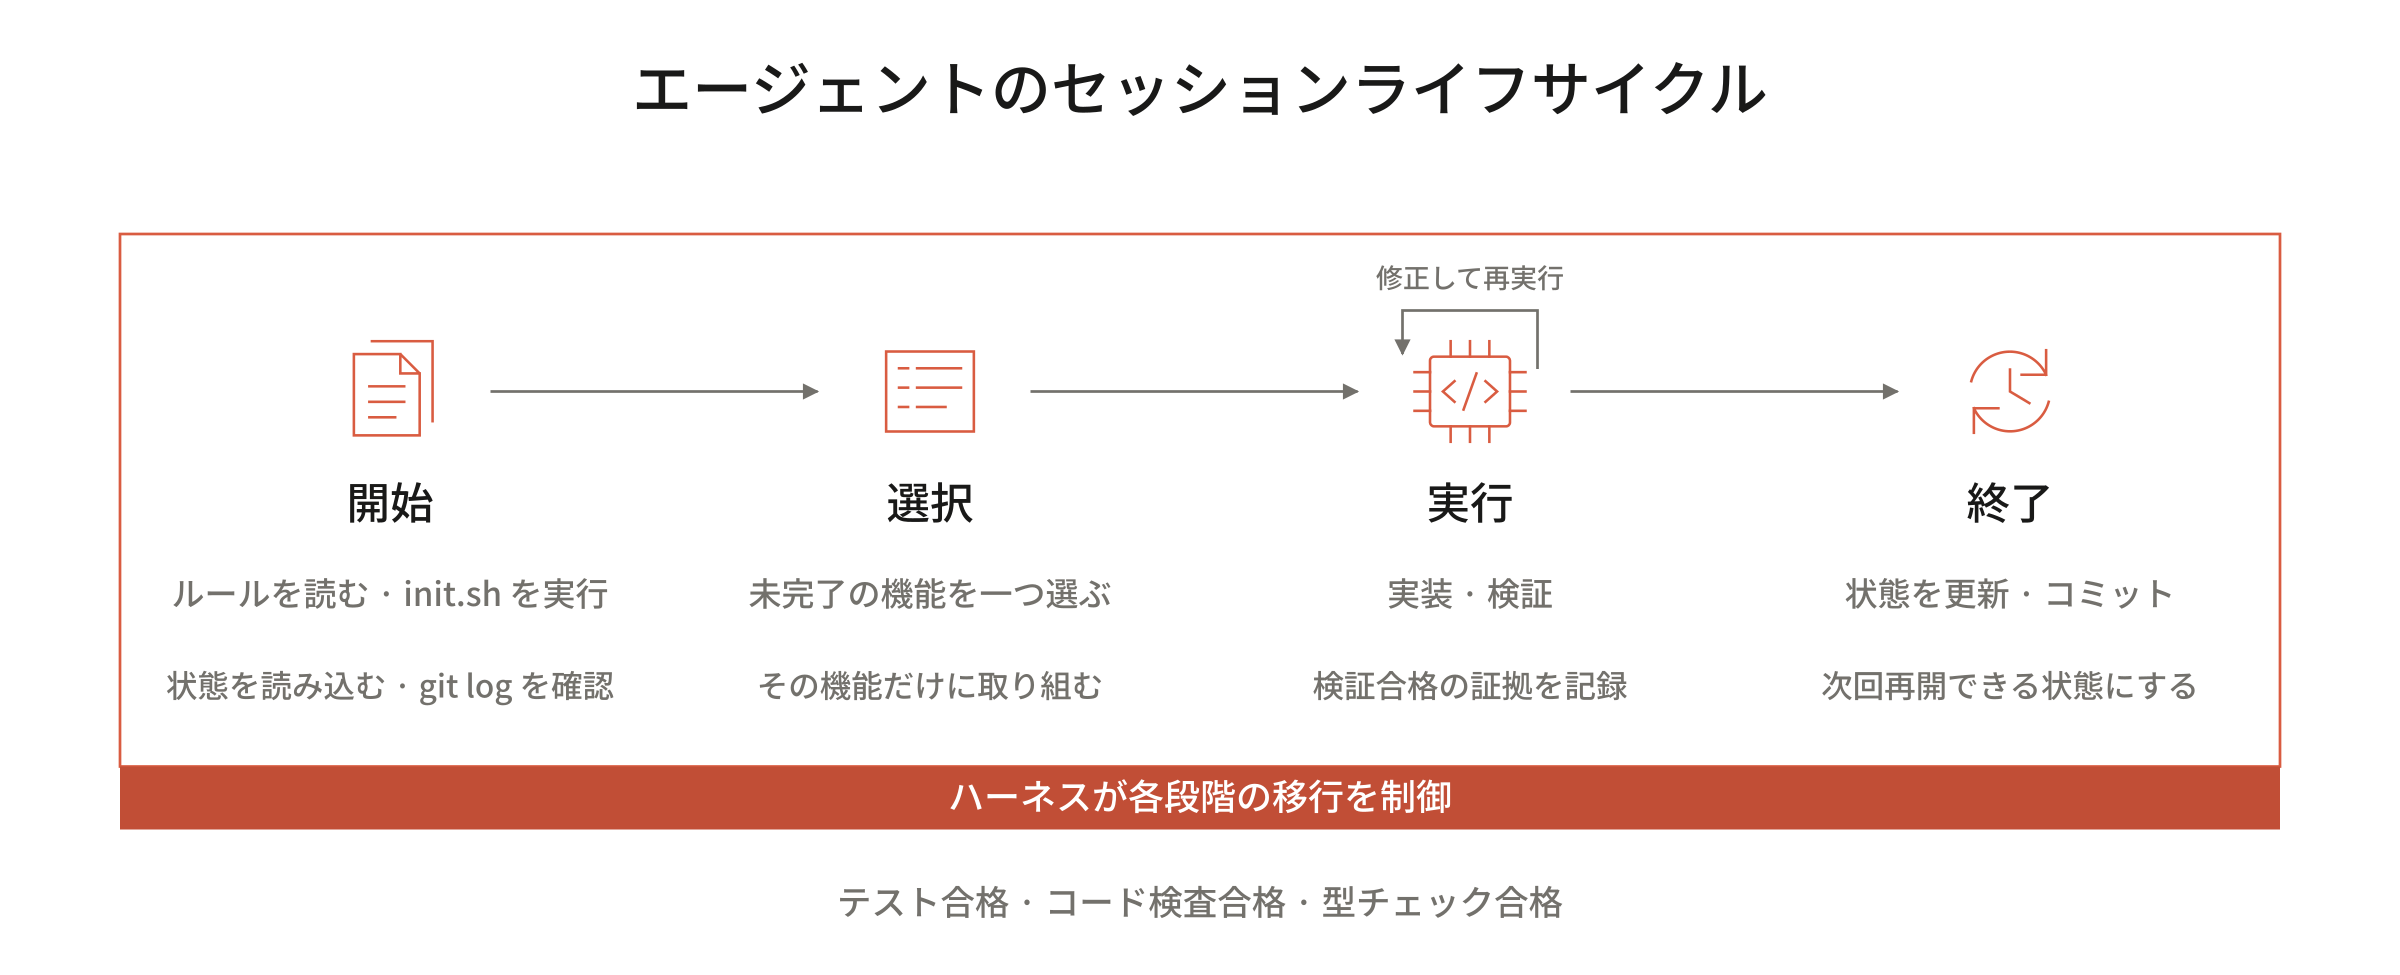 エージェントのセッションライフサイクル
修正して再実行
開始
選択
実行
終了
ルールを読む · init.sh を実行
未完了の機能を一つ選ぶ
実装 · 検証
状態を更新 · コミット
状態を読み込む · git log を確認
その機能だけに取り組む
検証合格の証拠を記録
次回再開できる状態にする
ハーネスが各段階の移行を制御
テスト合格 · コード検査合格 · 型チェック合格